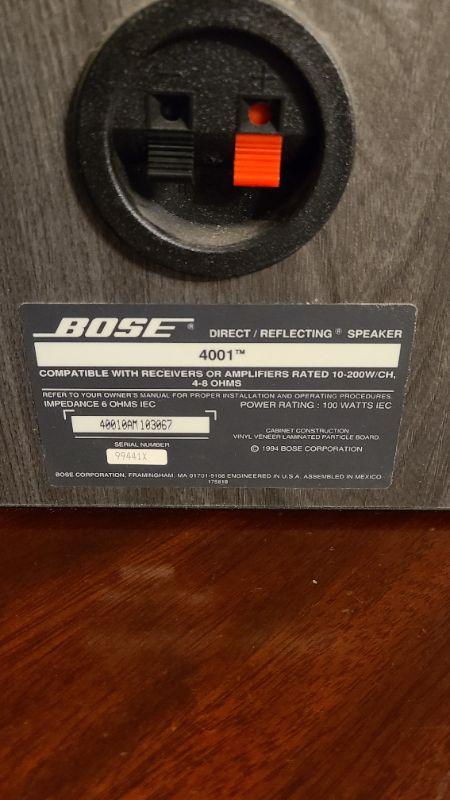 - +
BOSE® DIRECT / REFLECTING® SPEAKER
4001™
COMPATIBLE WITH RECEIVERS OR AMPLIFIERS RATED 10-200W/CH,
4-8 OHMS
REFER TO YOUR OWNER'S MANUAL FOR PROPER INSTALLATION AND OPERATING PROCEDURES.
IMPEDANCE 6 OHMS IEC POWER RATING : 100 WATTS IEC
40010AM103067
SERIAL NUMBER
99441X
CABINET CONSTRUCTION
VINYL VENEER LAMINATED PARTICLE BOARD.
© 1994 BOSE CORPORATION
BOSE CORPORATION, FRAMINGHAM, MA 01701-9168 ENGINEERED IN U.S.A. ASSEMBLED IN MEXICO